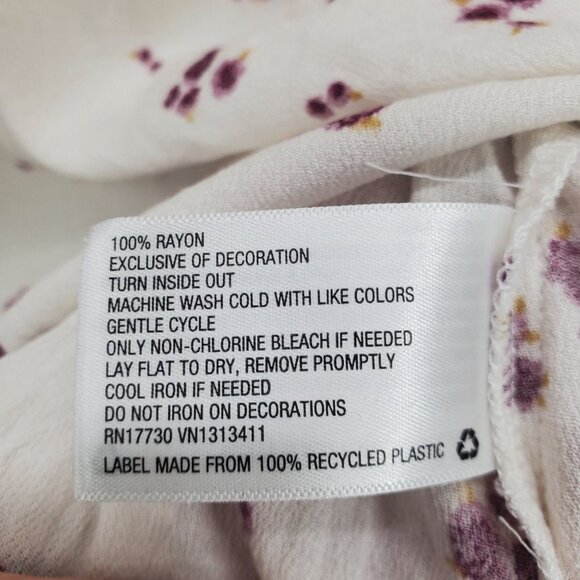 100% RAYON
EXCLUSIVE OF DECORATION
TURN INSIDE OUT
MACHINE WASH COLD WITH LIKE COLORS
GENTLE CYCLE
ONLY NON-CHLORINE BLEACH IF NEEDED
LAY FLAT TO DRY, REMOVE PROMPTLY
COOL IRON IF NEEDED
DO NOT IRON ON DECORATIONS
RN17730 VN1313411
LABEL MADE FROM 100% RECYCLED PLASTIC